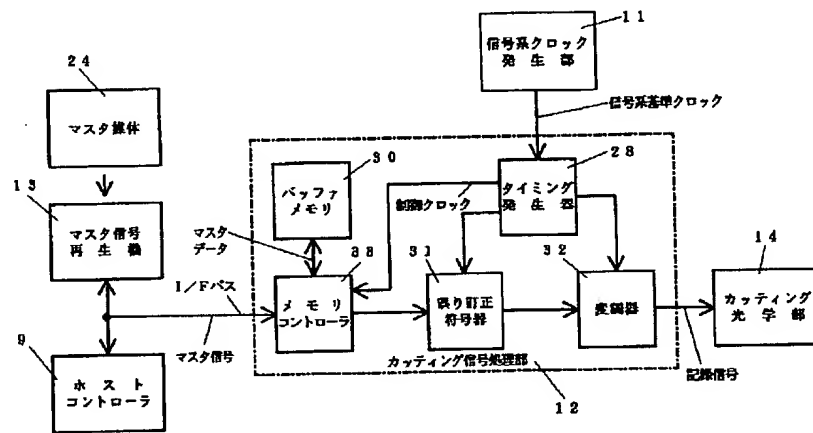 11
信号系クロック
発生部
24
信号系基準クロック
マスタ媒体
30
28
バッファ
メモリ
制御クロック
タイミング
発生器
13
マスタ信号
再生機
マスタ
データ
38
31
32
14
I/Fバス
メモリ
コントローラ
誤り訂正
符号器
変調器
カッティング
光学部
マスタ信号
カッティング信号処理部
記録信号
9
ホスト
コントローラ
12